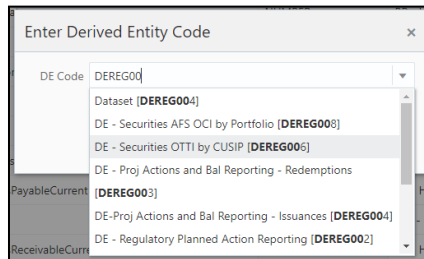 Enter Derived Entity Code ×
DE Code DEREG00
Dataset [DEREG004]
DE - Securities AFS OCI by Portfolio [DEREG008]
DE - Securities OTTI by CUSIP [DEREG006]
DE - Proj Actions and Bal Reporting - Redemptions
[DEREG003]
PayableCurrent
DE-Proj Actions and Bal Reporting - Issuances [DEREG004]
DE - Regulatory Planned Action Reporting [DEREG002]